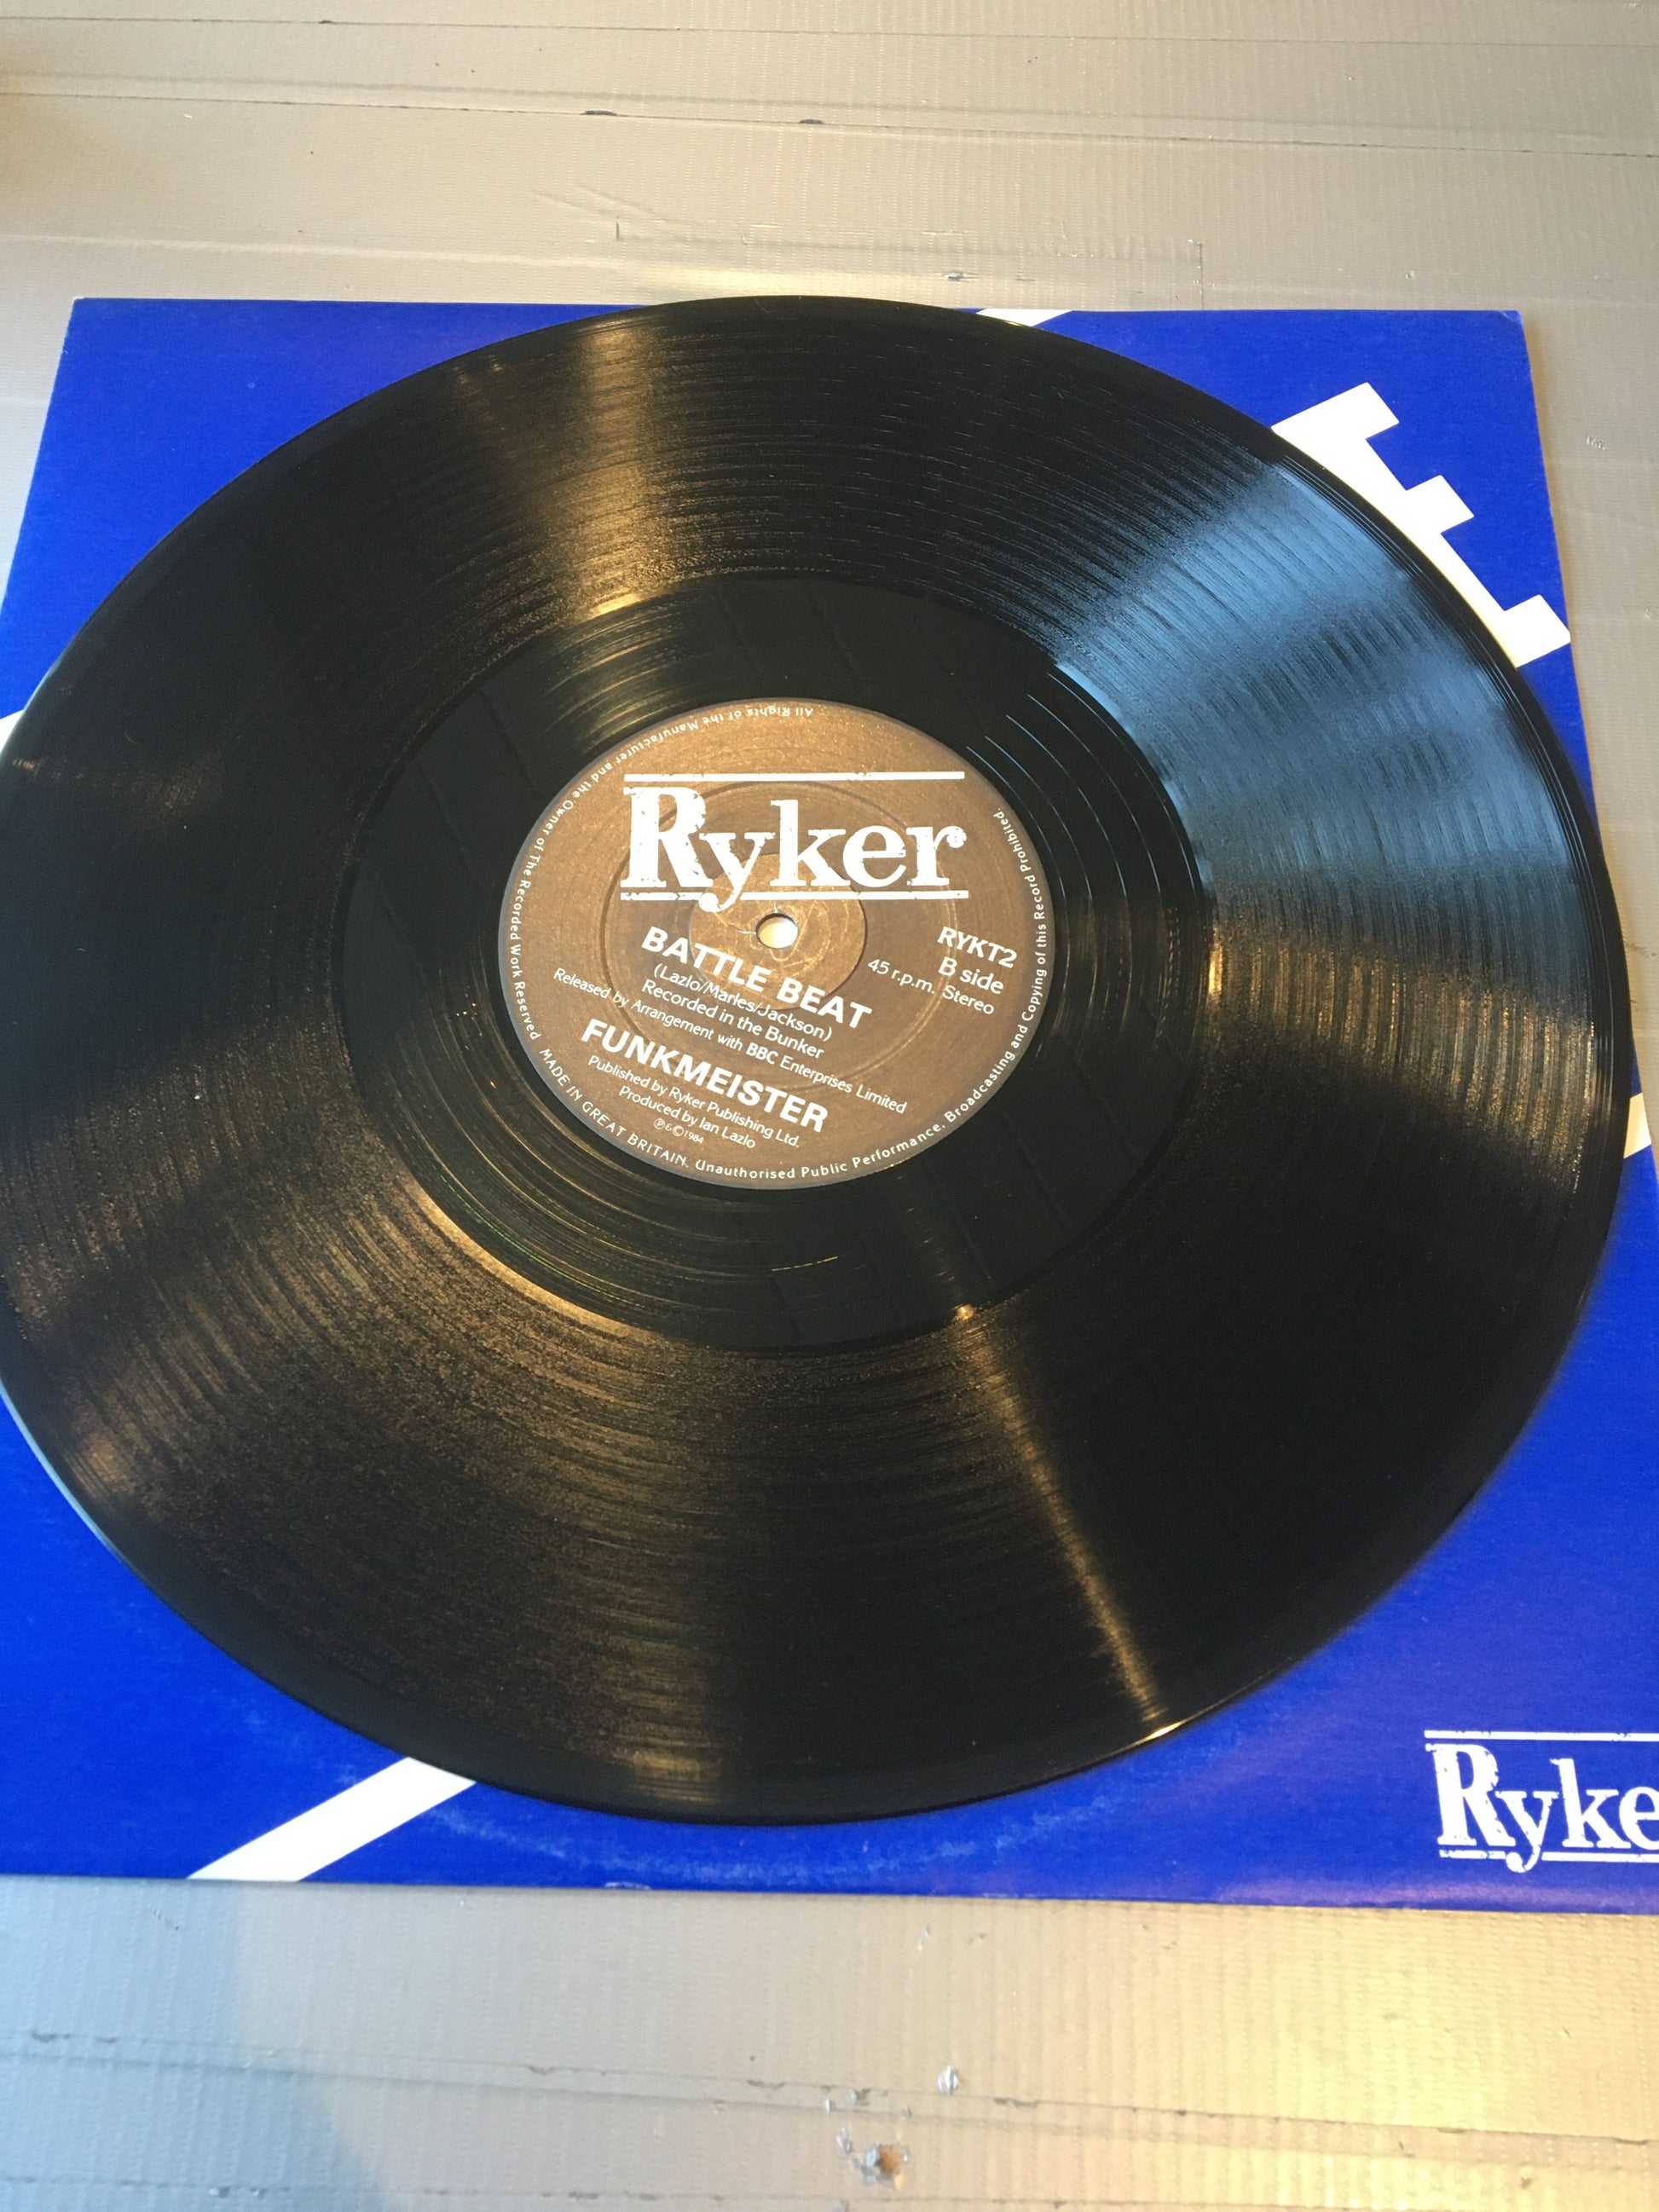 Ryker
BATTLE BEAT
(Lazlo/Marles/Jackson)
Recorded in the Bunker
Released by Arrangement with BBC Enterprises Limited
FUNKMEISTER
Published by Ryker Publishing Ltd.
Produced by Ian Lazlo
℗&©1984
RYKT2
B side
45 r.p.m. Stereo
All Rights of the Manufacturer and the Owner of The Recorded Work Reserved MADE IN GREAT BRITAIN. Unauthorised Public Performance, Broadcasting and Copying of this Record Prohibited.
E
Ryke